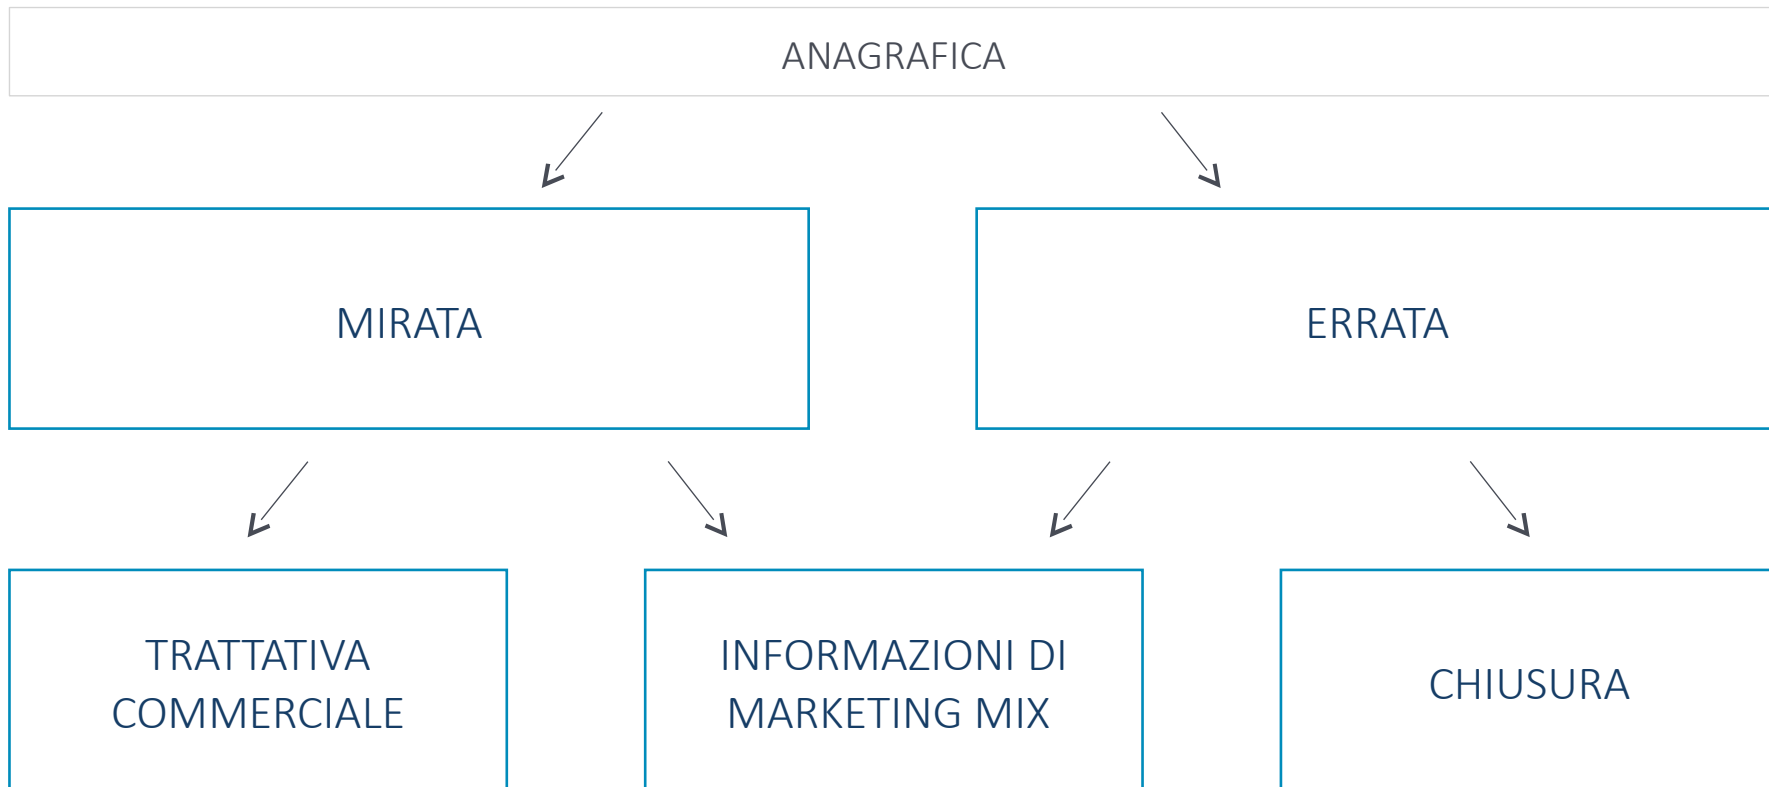 ANAGRAFICA
MIRATA
ERRATA
TRATTATIVA
COMMERCIALE
INFORMAZIONI DI
MARKETING MIX
CHIUSURA